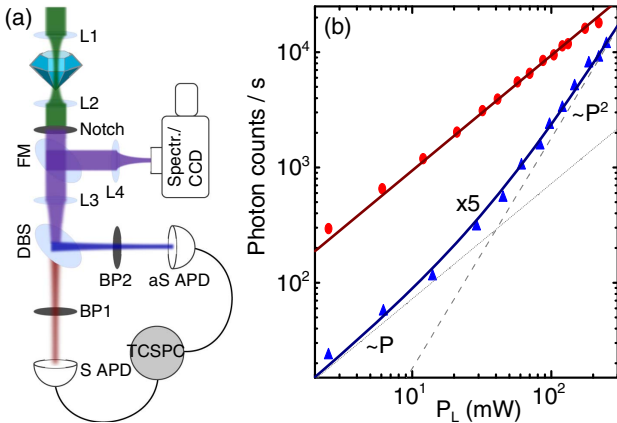 (a)
L1
L2
Notch
FM
L4
Spectr./
CCD
L3
DBS
BP2
aS APD
BP1
TCSPC
S APD
(b)
Photon counts / s
10⁴
10³
10²
~P²
x5
~P
10¹
10²
P_L (mW)